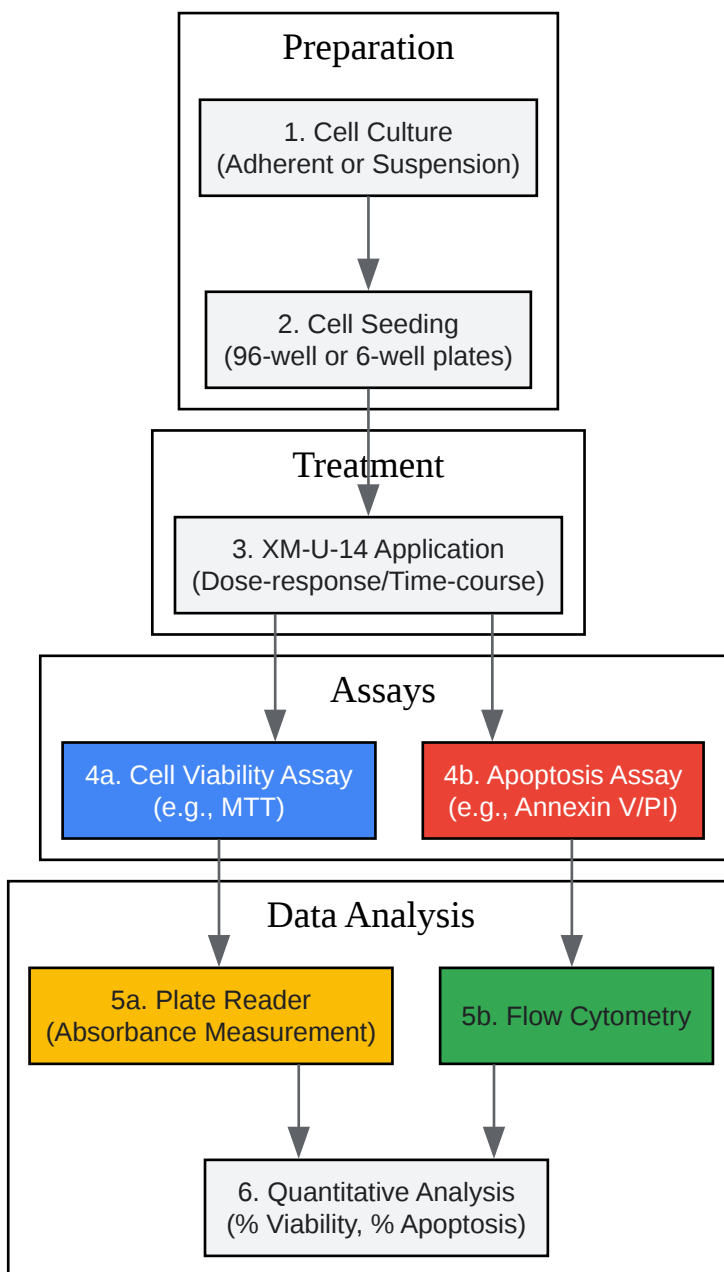 Preparation
1. Cell Culture
(Adherent or Suspension)
2. Cell Seeding
(96-well or 6-well plates)
Treatment
3. XM-U-14 Application
(Dose-response/Time-course)
Assays
4a. Cell Viability Assay
(e.g., MTT)
4b. Apoptosis Assay
(e.g., Annexin V/PI)
Data Analysis
5a. Plate Reader
(Absorbance Measurement)
5b. Flow Cytometry
6. Quantitative Analysis
(% Viability, % Apoptosis)